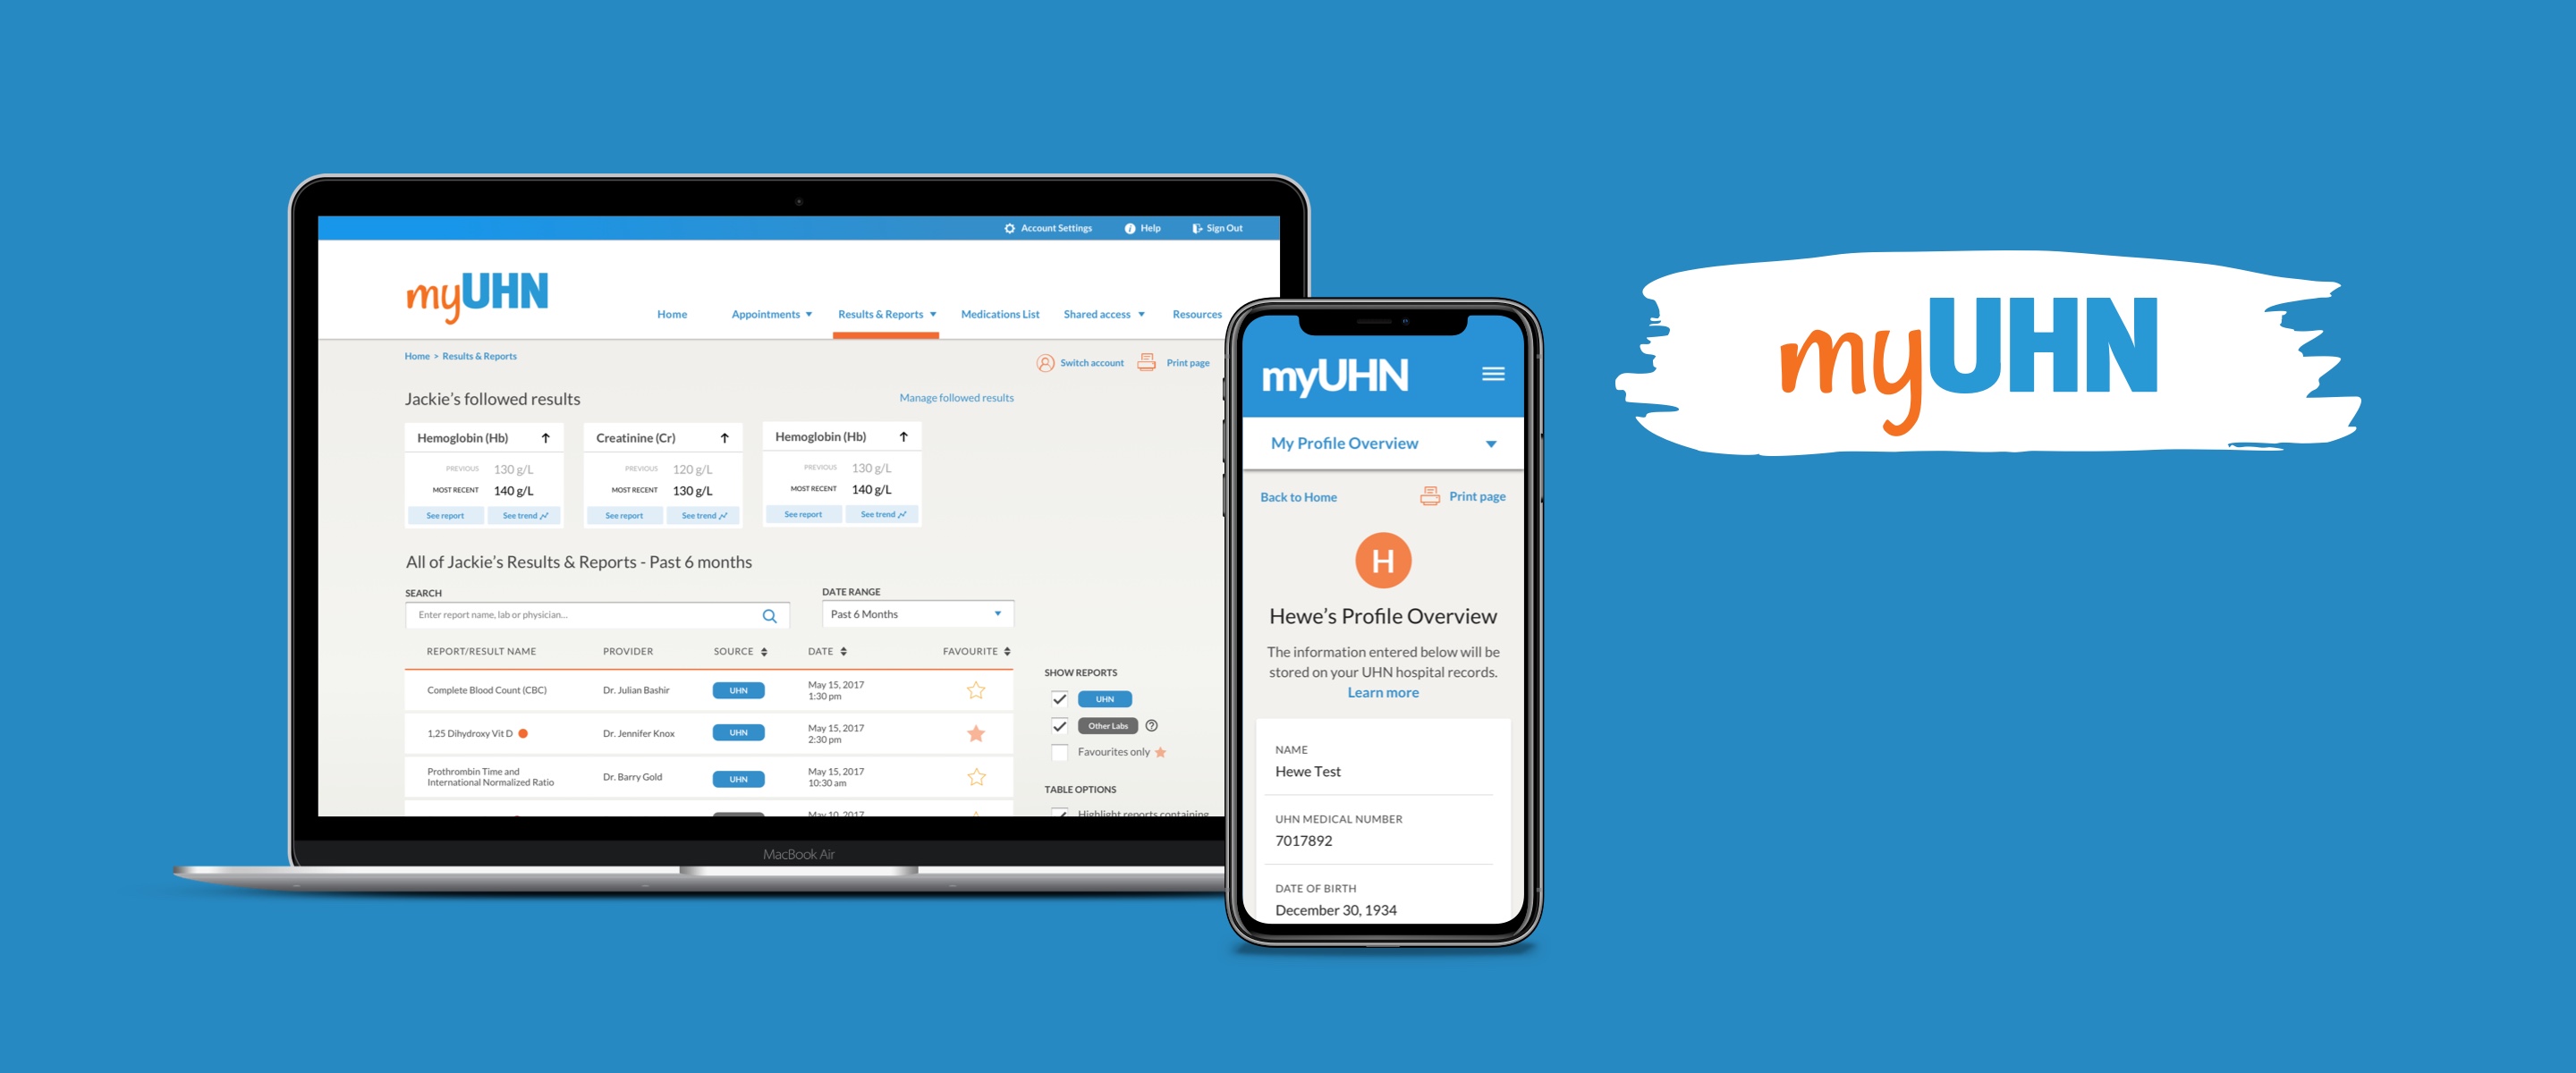 Account Settings
Help
Sign Out
myUHN
Home
Appointments
Results & Reports
Medications List
Shared access
Resources
Home > Results & Reports
Switch account
Print page
Jackie's followed results
Manage followed results
Hemoglobin (Hb)
PREVIOUS 130 g/L
MOST RECENT 140 g/L
See report
See trend
Creatinine (Cr)
PREVIOUS 120 g/L
MOST RECENT 130 g/L
See report
See trend
Hemoglobin (Hb)
PREVIOUS 130 g/L
MOST RECENT 140 g/L
See report
See trend
All of Jackie's Results & Reports - Past 6 months
SEARCH
Enter report name, lab or physician...
DATE RANGE
Past 6 Months
REPORT/RESULT NAME
PROVIDER
SOURCE
DATE
FAVOURITE
Complete Blood Count (CBC)
Dr. Julian Bashir
UHN
May 15, 2017
1:30 pm
1,25 Dihydroxy Vit D
Dr. Jennifer Knox
UHN
May 15, 2017
2:30 pm
Prothrombin Time and
International Normalized Ratio
Dr. Barry Gold
UHN
May 15, 2017
10:30 am
May 10, 2017
SHOW REPORTS
UHN
Other Labs
Favourites only
TABLE OPTIONS
Highlight reports containing
MacBook Air
myUHN
My Profile Overview
Back to Home
Print page
H
Hewe's Profile Overview
The information entered below will be
stored on your UHN hospital records.
Learn more
NAME
Hewe Test
UHN MEDICAL NUMBER
7017892
DATE OF BIRTH
December 30, 1934
myUHN